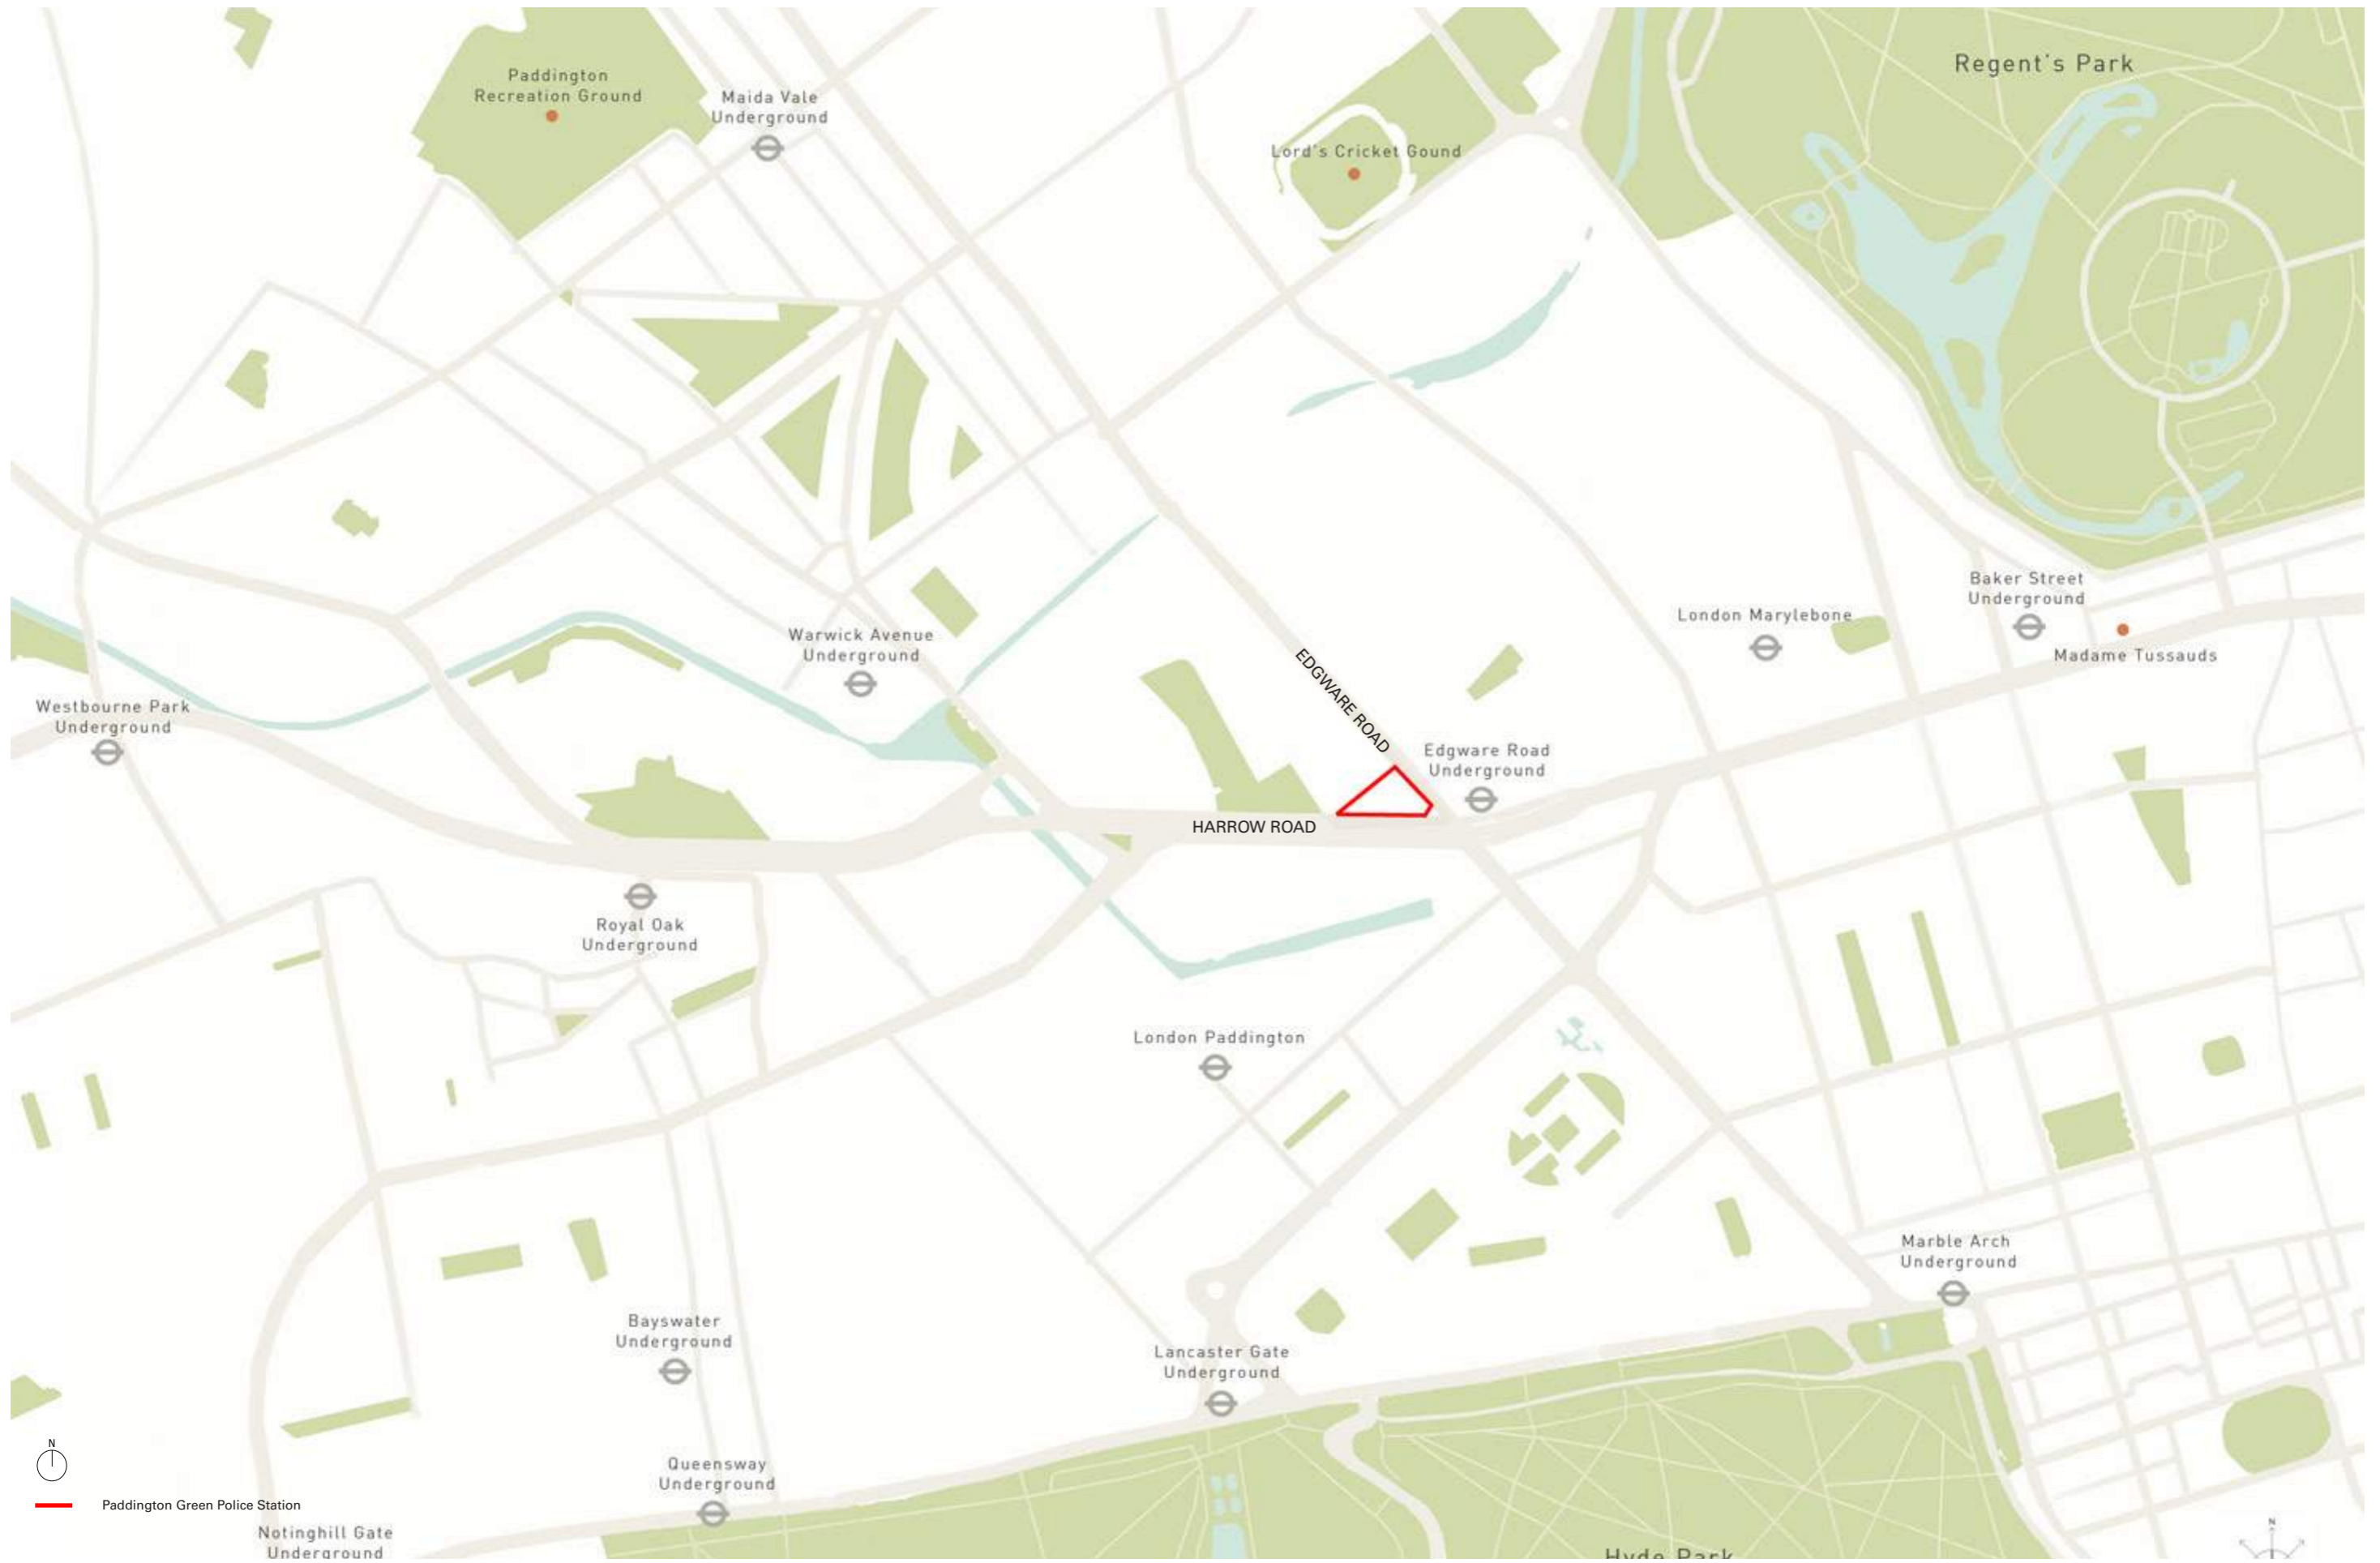 Regent's Park
Paddington
Recreation Ground
Maida Vale
Underground
Lord's Cricket Gound
Baker Street
Underground
London Marylebone
Madame Tussauds
Warwick Avenue
Underground
EDGWARE ROAD
Westbourne Park
Underground
Edgware Road
Underground
HARROW ROAD
Royal Oak
Underground
London Paddington
Marble Arch
Underground
Bayswater
Underground
Lancaster Gate
Underground
N
Queensway
Underground
Paddington Green Police Station
N
Notinghill Gate
Underground
Hyde Park